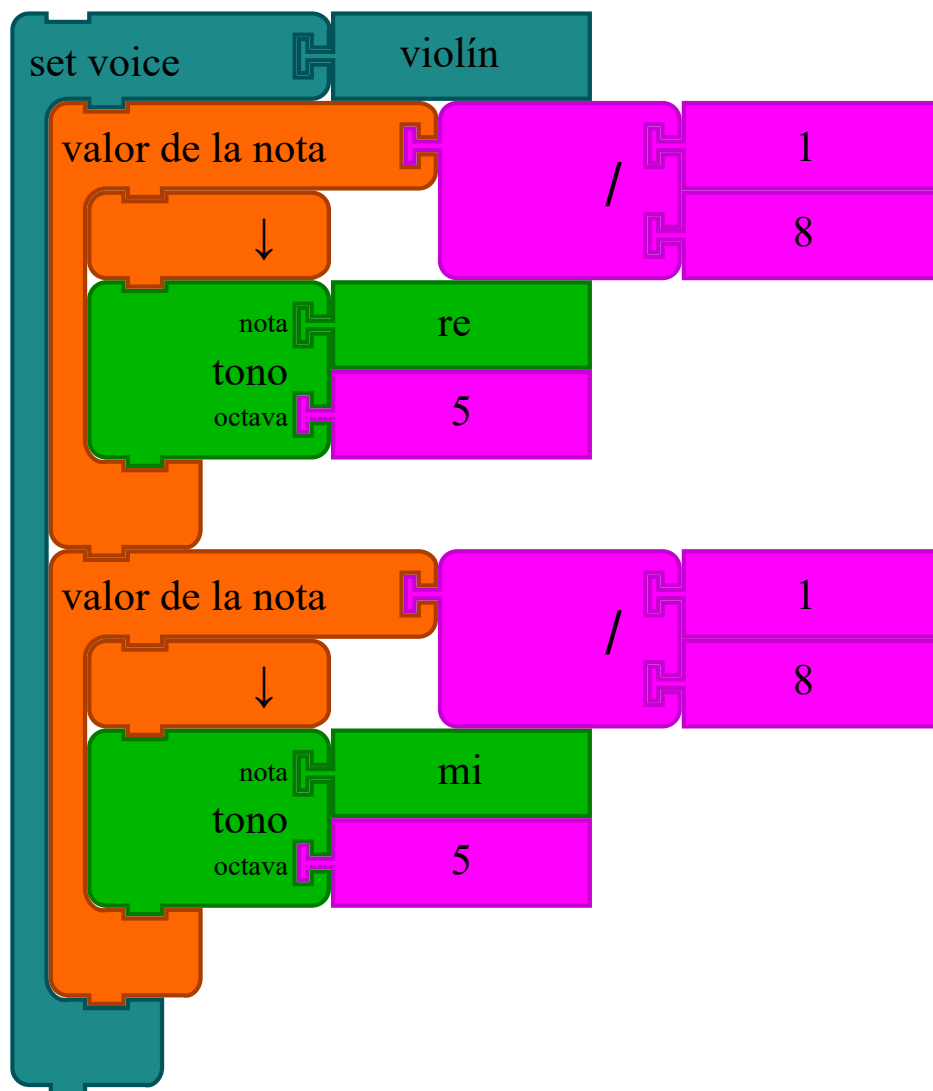 set voice violín
valor de la nota / 1
8
↓
nota re
tono
octava 5
valor de la nota / 1
8
↓
nota mi
tono
octava 5